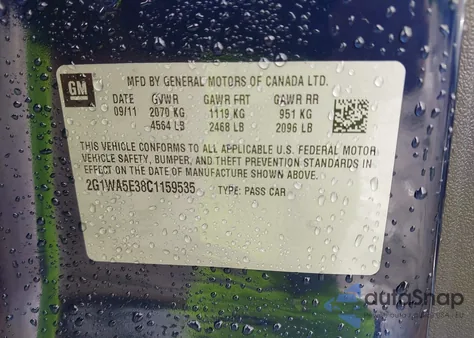 GM
MFD BY GENERAL MOTORS OF CANADA LTD.
DATE GVWR GAWR FRT GAWR RR
09/11 2070 KG 1119 KG 951 KG
4564 LB 2468 LB 2096 LB
THIS VEHICLE CONFORMS TO ALL APPLICABLE U.S. FEDERAL MOTOR
VEHICLE SAFETY, BUMPER, AND THEFT PREVENTION STANDARDS IN
EFFECT ON THE DATE OF MANUFACTURE SHOWN ABOVE.
2G1WA5E38C1159535 TYPE: PASS CAR
autoSnap